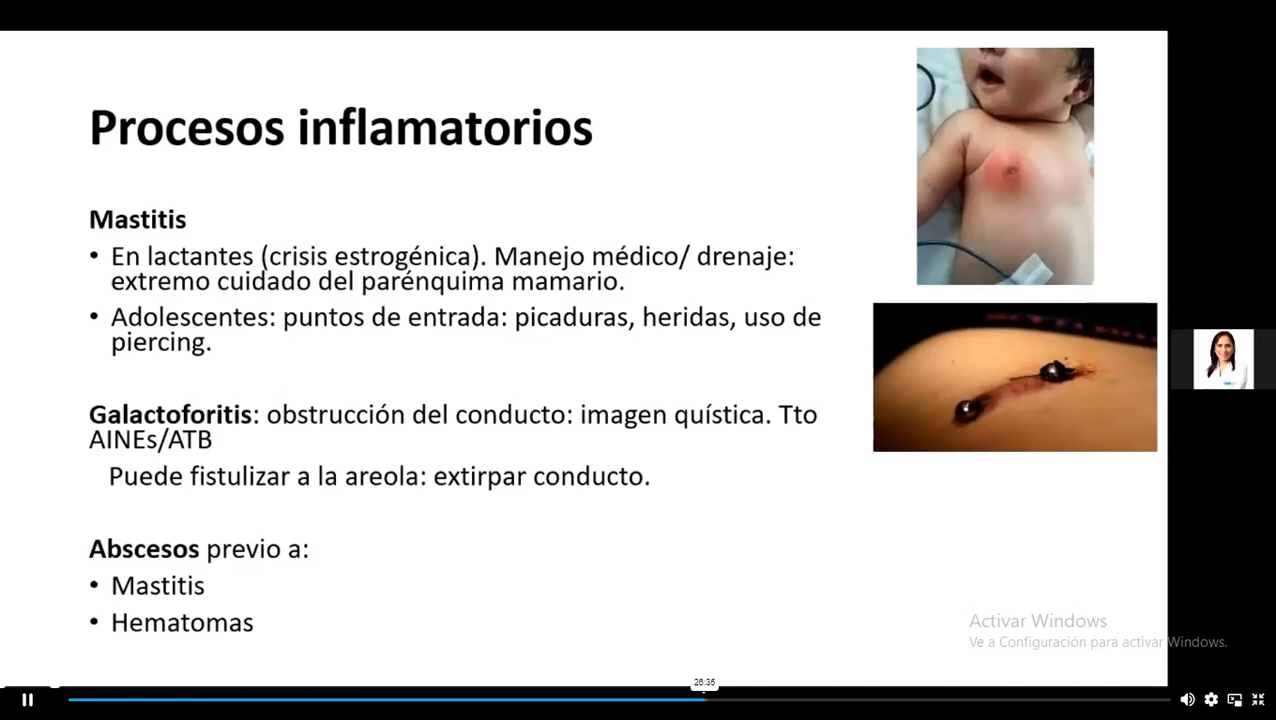 Procesos inflamatorios
Mastitis
• En lactantes (crisis estrogénica). Manejo médico/ drenaje:
extremo cuidado del parénquima mamario.
• Adolescentes: puntos de entrada: picaduras, heridas, uso de
piercing.
Galactoforitis: obstrucción del conducto: imagen quística. Tto
AINEs/ATB
Puede fistulizar a la areola: extirpar conducto.
Abscesos previo a:
• Mastitis
• Hematomas
Activar Windows
Ve a Configuración para activar Windows.
26:35